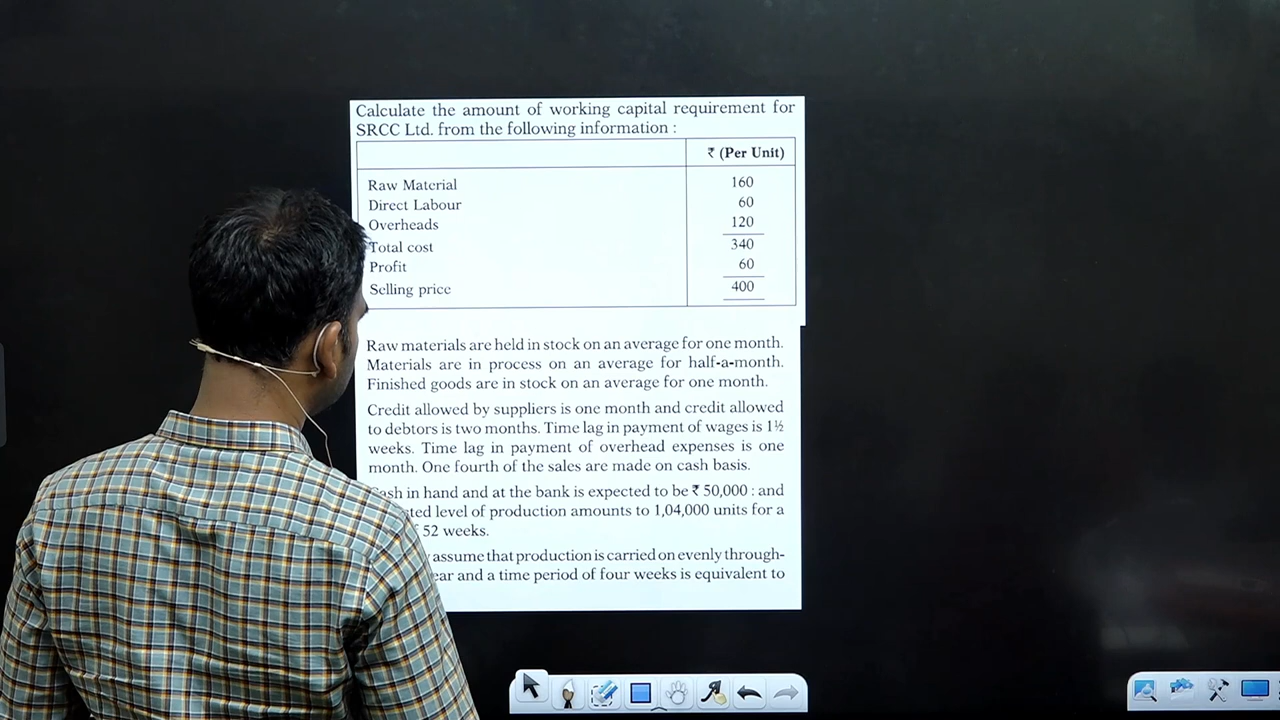 Calculate the amount of working capital requirement for
SRCC Ltd. from the following information :
₹ (Per Unit)
Raw Material 160
Direct Labour 60
Overheads 120
Total cost 340
Profit 60
Selling price 400
Raw materials are held in stock on an average for one month.
Materials are in process on an average for half-a-month.
Finished goods are in stock on an average for one month.
Credit allowed by suppliers is one month and credit allowed
to debtors is two months. Time lag in payment of wages is 1½
weeks. Time lag in payment of overhead expenses is one
month. One fourth of the sales are made on cash basis.
Cash in hand and at the bank is expected to be ₹ 50,000 : and
level of production amounts to 1,04,000 units for a
52 weeks.
assume that production is carried on evenly through-
and a time period of four weeks is equivalent to